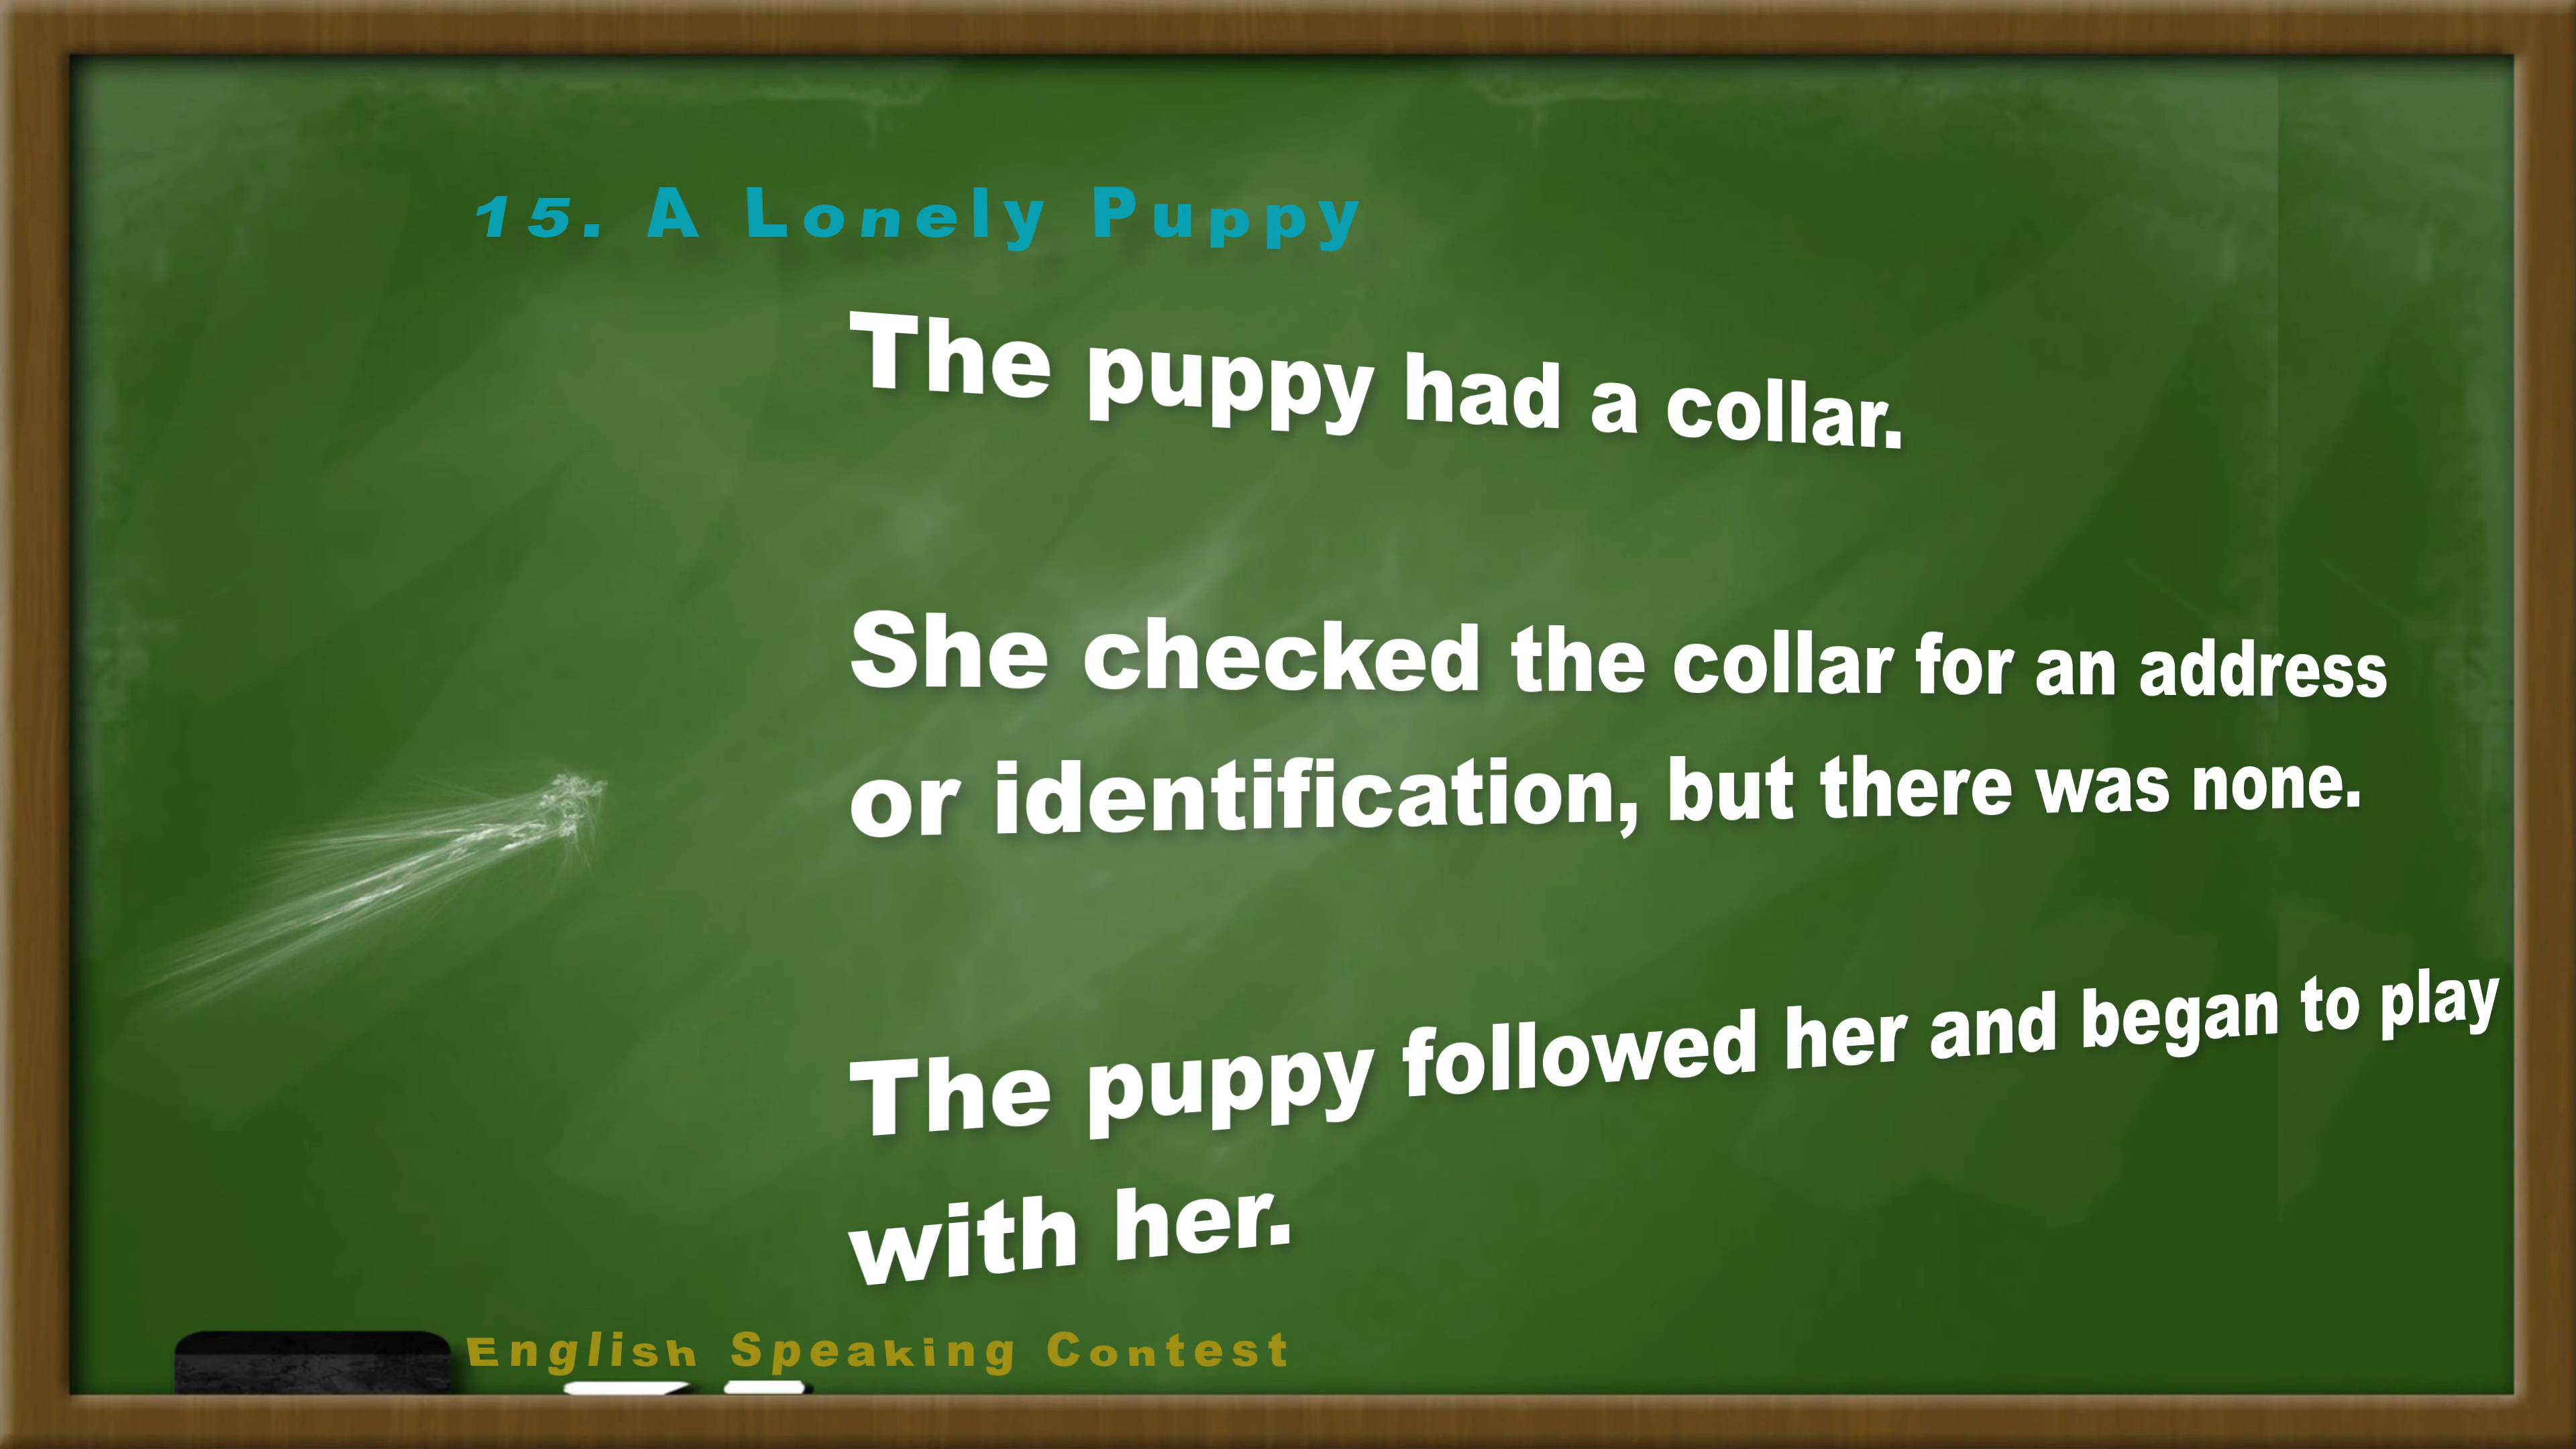 15. A Lonely Puppy
The puppy had a collar.
She checked the collar for an address
or identification, but there was none.
The puppy followed her and began to play
with her.
English Speaking Contest